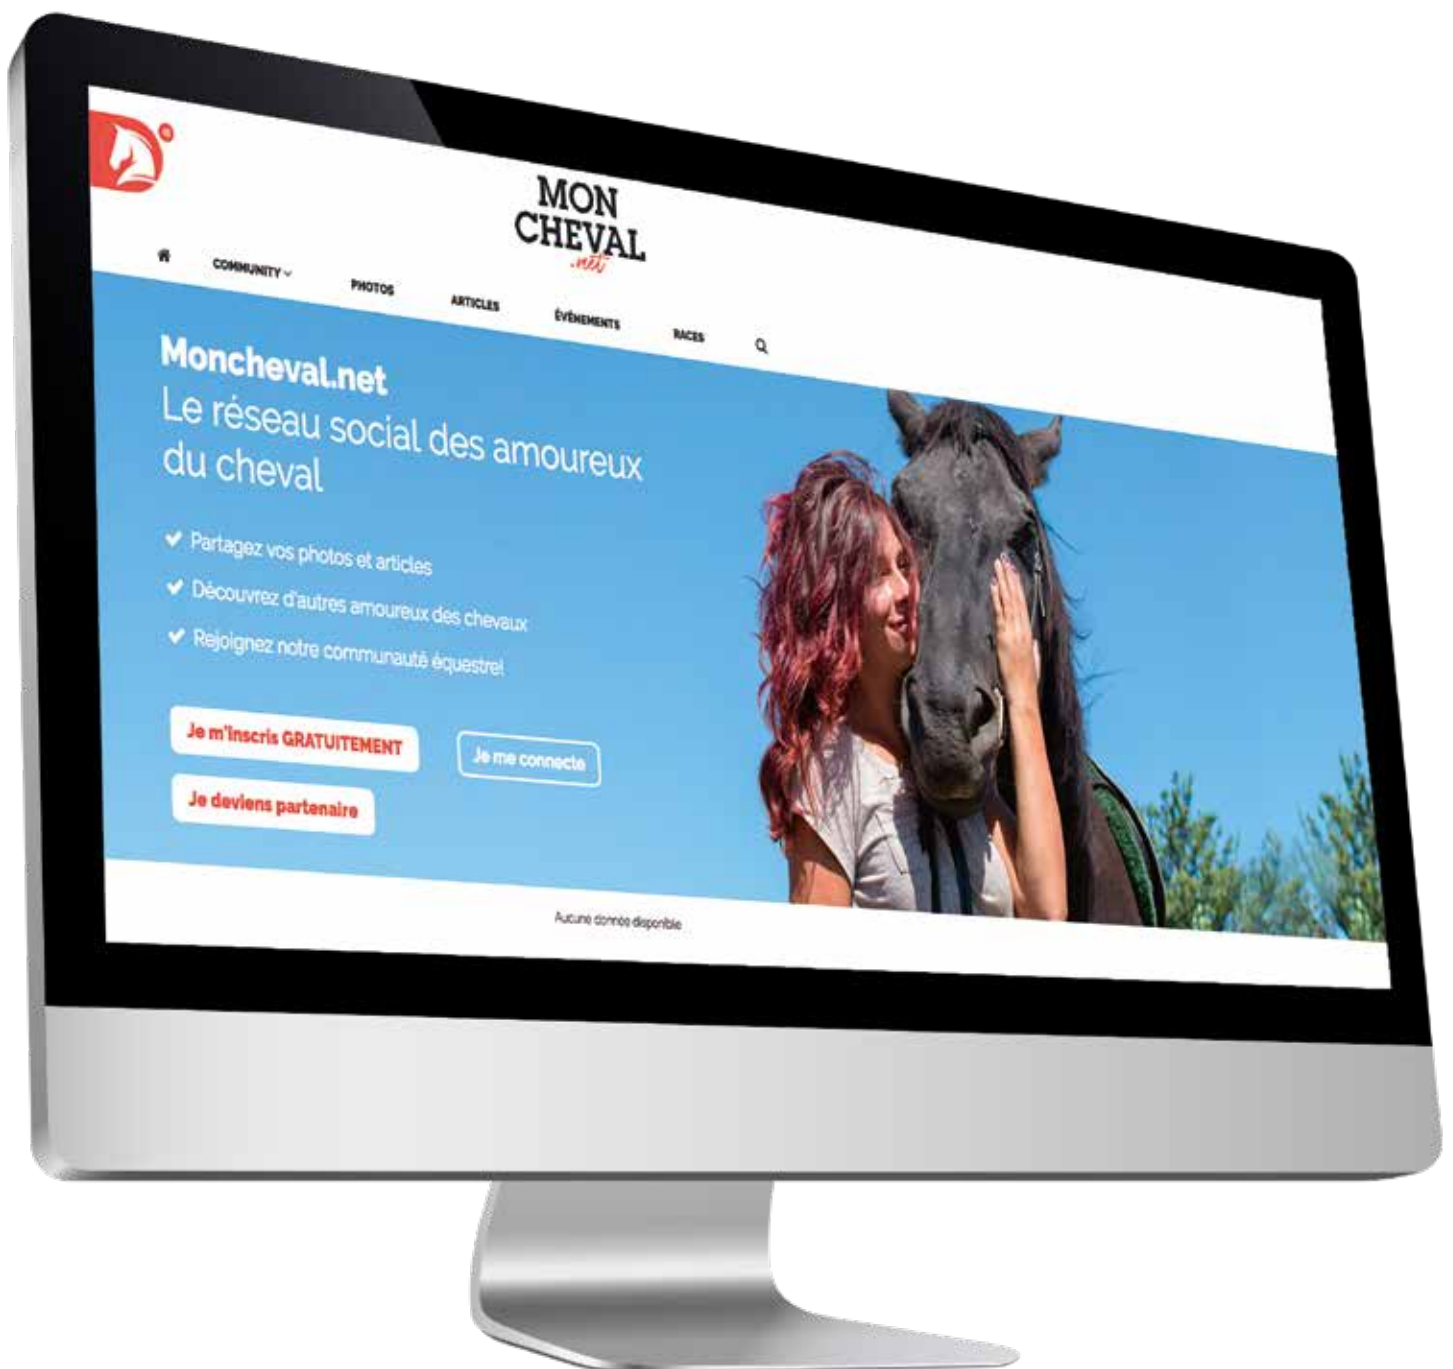 MON
CHEVAL
.net
COMMUNITY
PHOTOS
ARTICLES
ÉVÉNEMENTS
RACES
Moncheval.net
Le réseau social des amoureux
du cheval
Partagez vos photos et articles
Découvrez d'autres amoureux des chevaux
Rejoignez notre communauté équestre!
Je m'inscris GRATUITEMENT
Je me connecte
Je deviens partenaire
Aucune donnée disponible